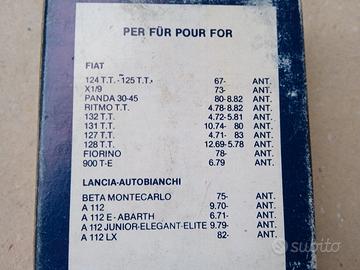 PER FÜR POUR FOR
FIAT
124 T.T. - 125 T.T. 67- ANT.
X1/9 73- ANT.
PANDA 30-45 80-8.82 ANT.
RITMO T.T. 4.78-8.82 ANT.
132 T.T. 4.72-5.81 ANT.
131 T.T. 10.74- 80 ANT.
127 T.T. 4.71- 83 ANT.
128 T.T. 12.69-5.78 ANT.
FIORINO 78- ANT.
900 T-E 6.79 ANT.
LANCIA-AUTOBIANCHI
BETA MONTECARLO 75- ANT.
A 112 9.70- ANT.
A 112 E - ABARTH 6.71- ANT.
A 112 JUNIOR-ELEGANT-ELITE 9.79- ANT.
A 112 LX 82- ANT.
subito